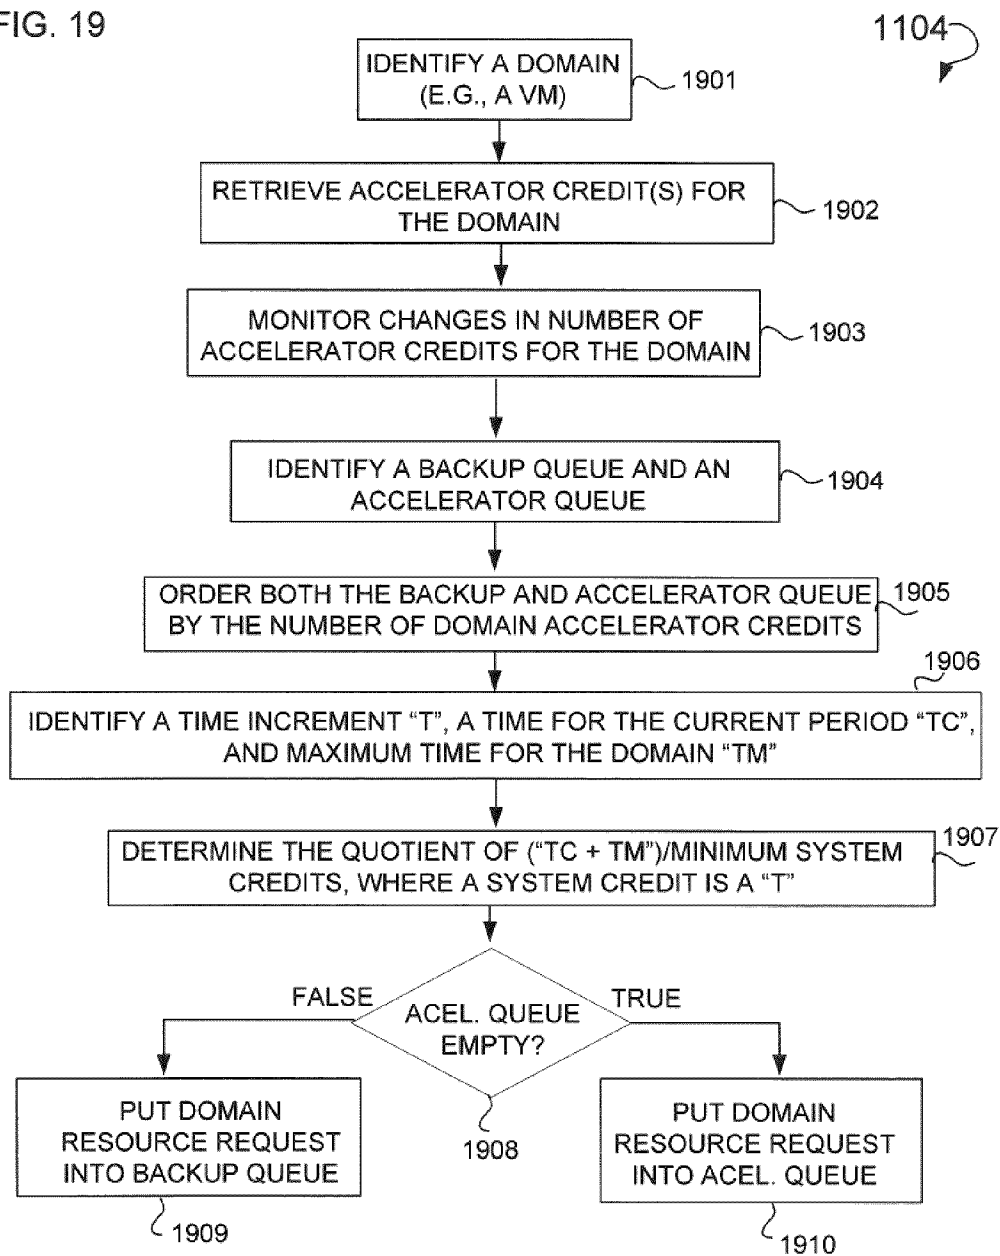 FIG. 19
1104
IDENTIFY A DOMAIN
(E.G., A VM)
1901
RETRIEVE ACCELERATOR CREDIT(S) FOR
THE DOMAIN
1902
MONITOR CHANGES IN NUMBER OF
ACCELERATOR CREDITS FOR THE DOMAIN
1903
IDENTIFY A BACKUP QUEUE AND AN
ACCELERATOR QUEUE
1904
ORDER BOTH THE BACKUP AND ACCELERATOR QUEUE
BY THE NUMBER OF DOMAIN ACCELERATOR CREDITS
1905
1906
IDENTIFY A TIME INCREMENT “T”, A TIME FOR THE CURRENT PERIOD “TC”,
AND MAXIMUM TIME FOR THE DOMAIN “TM”
1907
DETERMINE THE QUOTIENT OF (“TC + TM”)/MINIMUM SYSTEM
CREDITS, WHERE A SYSTEM CREDIT IS A “T”
FALSE
TRUE
ACEL. QUEUE
EMPTY?
1908
PUT DOMAIN
RESOURCE REQUEST
INTO BACKUP QUEUE
1909
PUT DOMAIN
RESOURCE REQUEST
INTO ACEL. QUEUE
1910